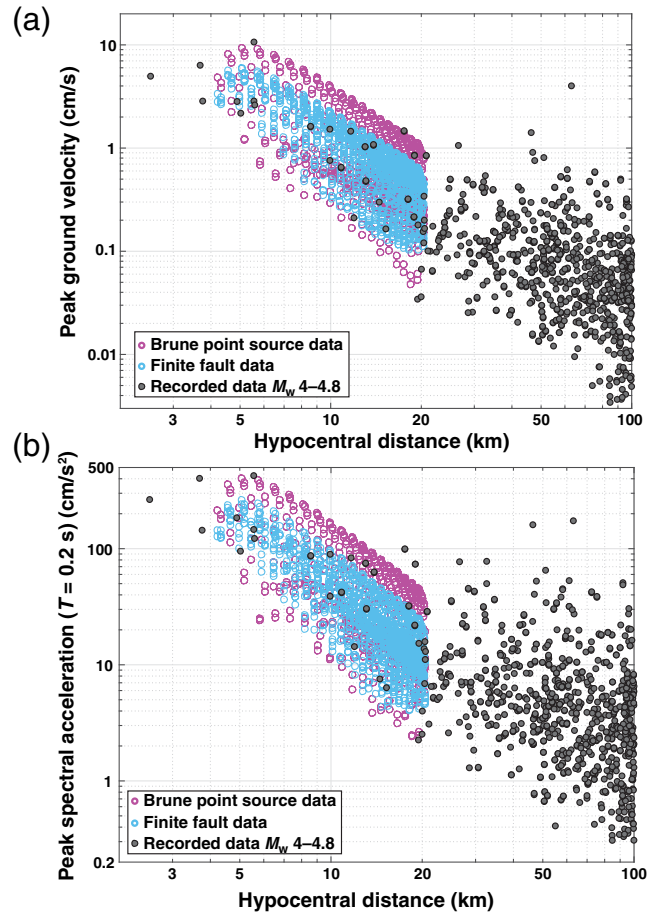 (a)
Peak ground velocity (cm/s)
10
1
0.1
0.01
Brune point source data
Finite fault data
Recorded data Mw 4–4.8
3 5 10 20 50 100
Hypocentral distance (km)
(b)
Peak spectral acceleration (T = 0.2 s) (cm/s²)
500
100
10
1
0.2
Brune point source data
Finite fault data
Recorded data Mw 4–4.8
3 5 10 20 50 100
Hypocentral distance (km)